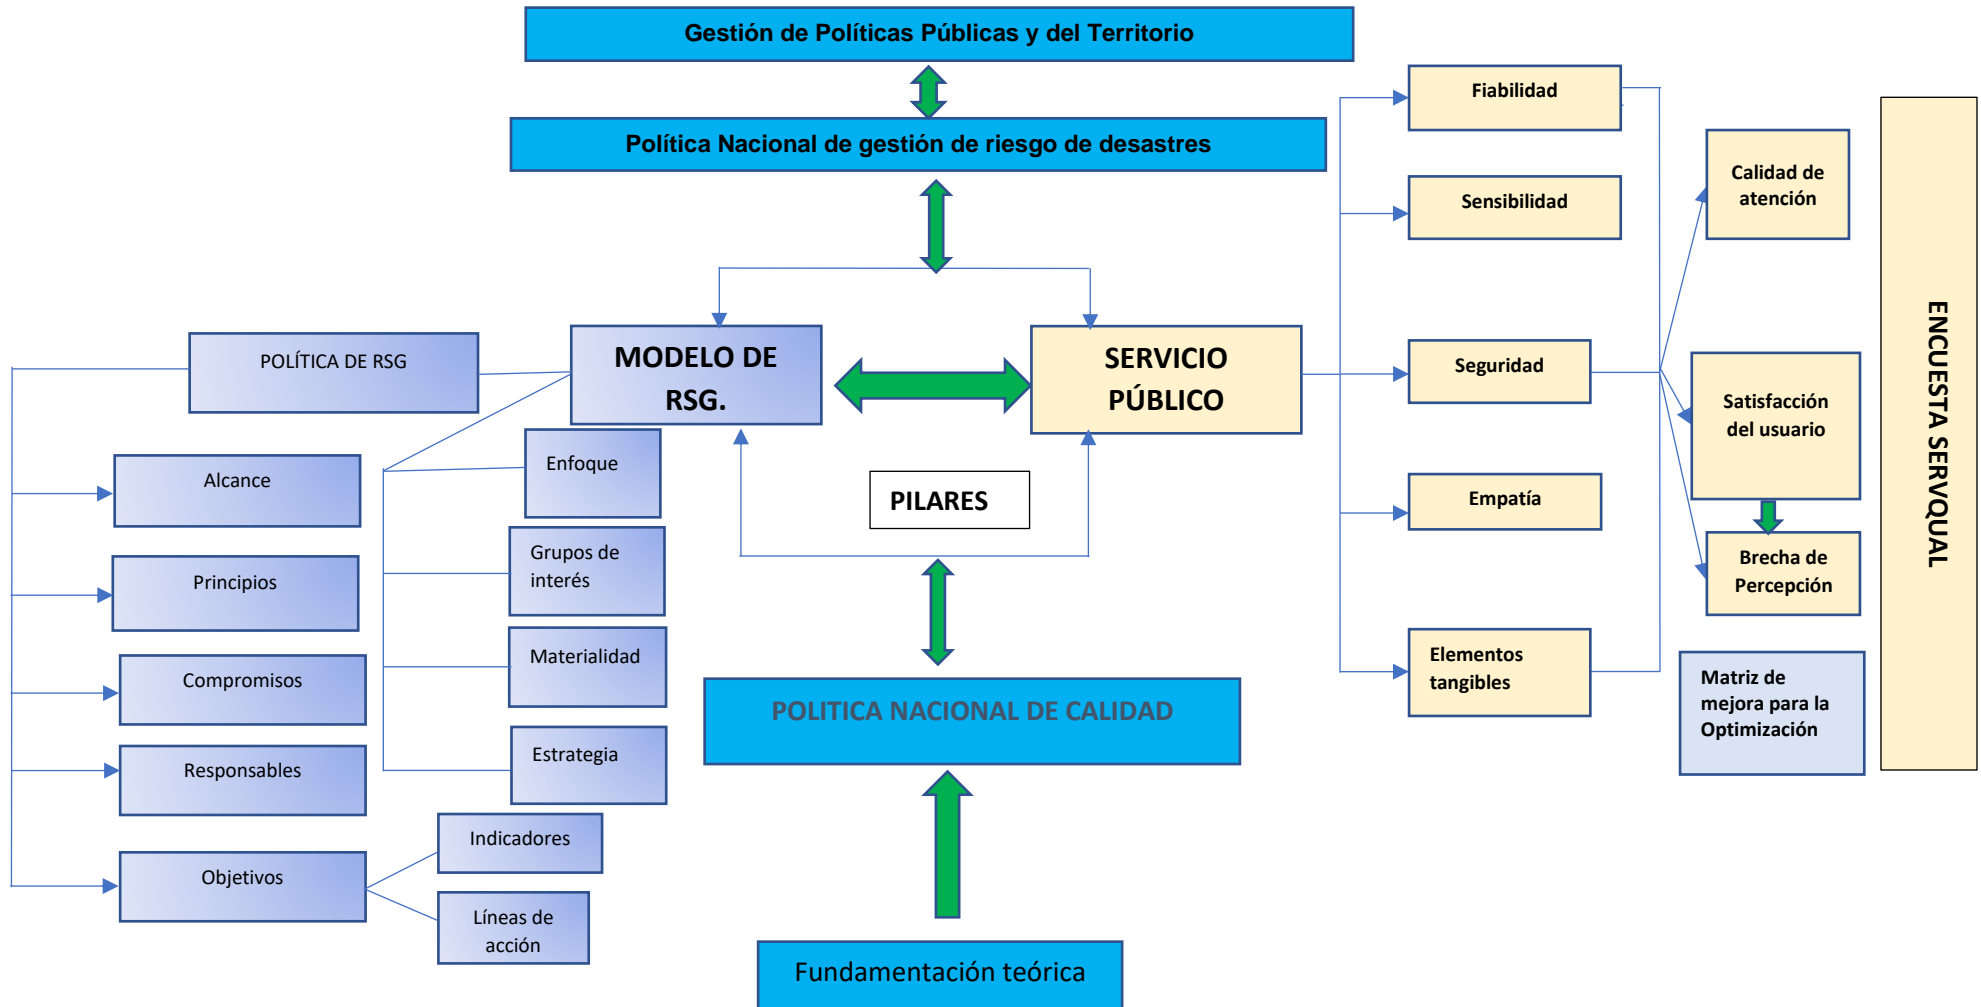 Gestión de Políticas Públicas y del Territorio
Política Nacional de gestión de riesgo de desastres
POLÍTICA DE RSG
Alcance
Principios
Compromisos
Responsables
Objetivos
Indicadores
Líneas de
acción
MODELO DE
RSG.
Enfoque
Grupos de
interés
Materialidad
Estrategia
PILARES
SERVICIO
PÚBLICO
POLITICA NACIONAL DE CALIDAD
Fundamentación teórica
Fiabilidad
Sensibilidad
Seguridad
Empatía
Elementos
tangibles
Calidad de
atención
Satisfacción
del usuario
Brecha de
Percepción
Matriz de
mejora para la
Optimización
ENCUESTA SERVQUAL